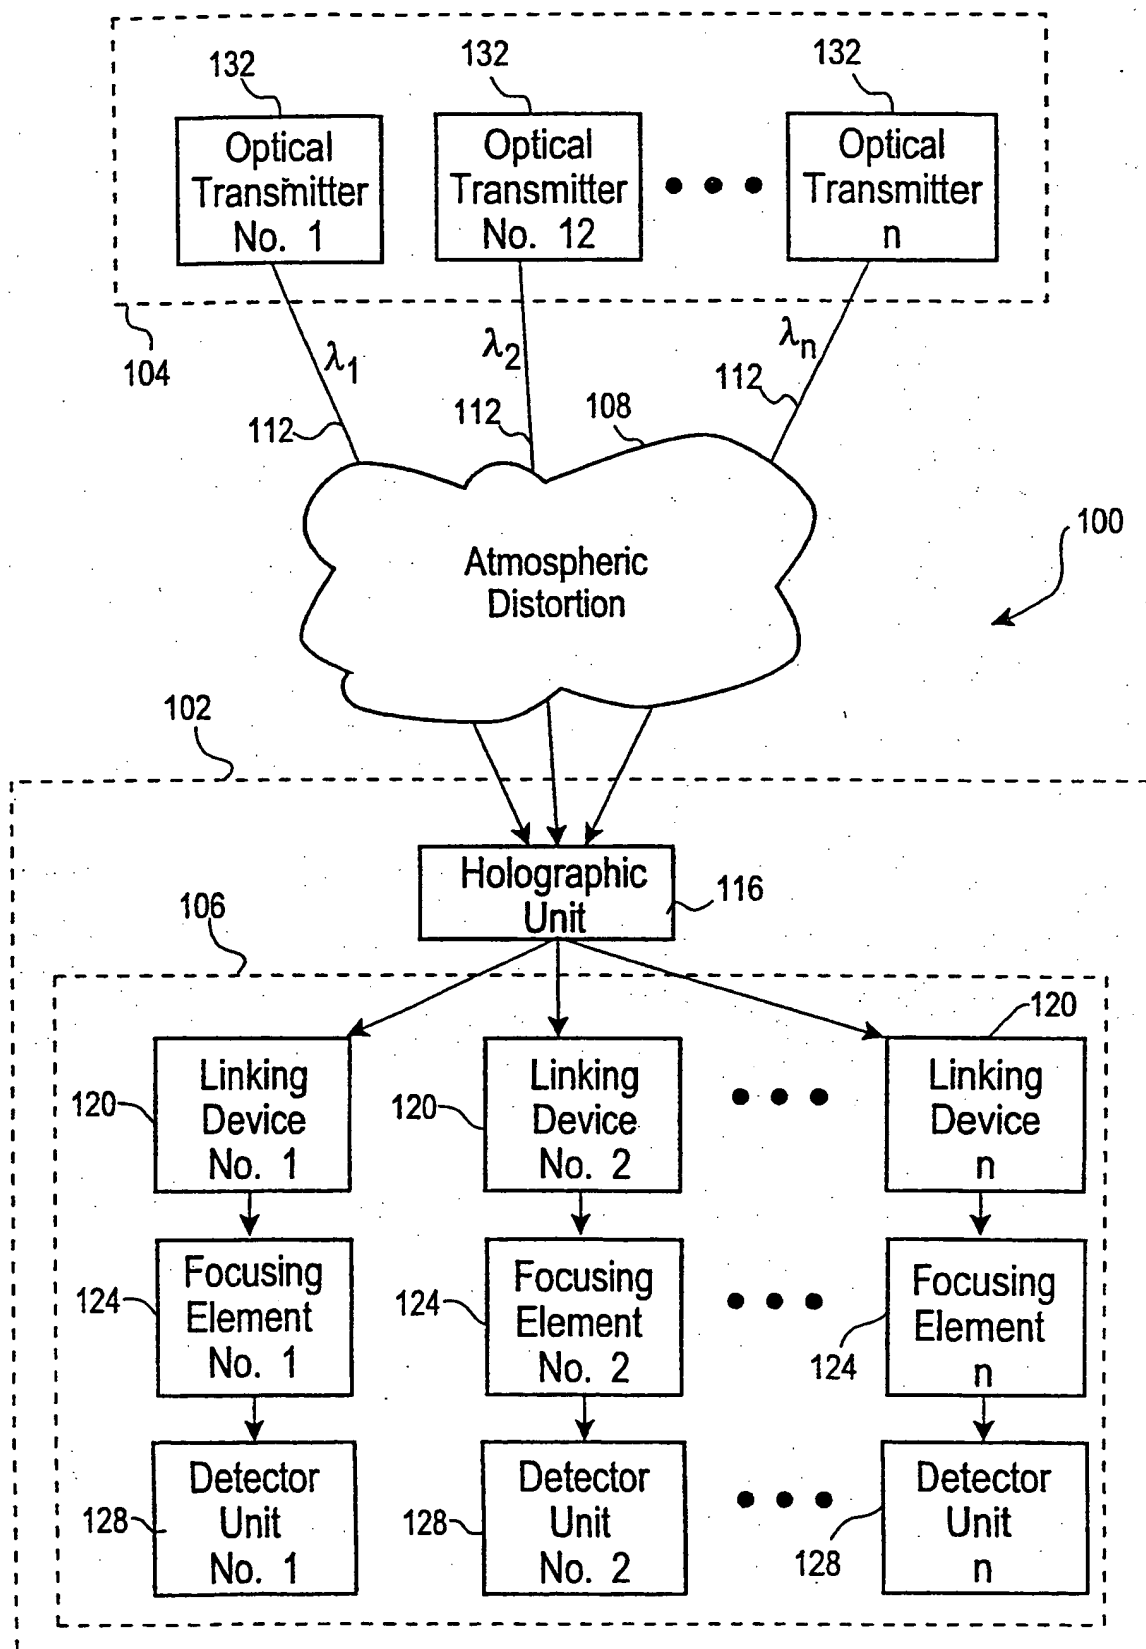 132
132
132
Optical
Transmitter
No. 1
Optical
Transmitter
No. 12
Optical
Transmitter
n
104
λ1
λ2
λn
112
112
112
108
Atmospheric
Distortion
100
102
Holographic
Unit
116
106
120
Linking
Device
No. 1
120
Linking
Device
No. 2
120
Linking
Device
n
124
Focusing
Element
No. 1
124
Focusing
Element
No. 2
124
Focusing
Element
n
128
Detector
Unit
No. 1
128
Detector
Unit
No. 2
128
Detector
Unit
n